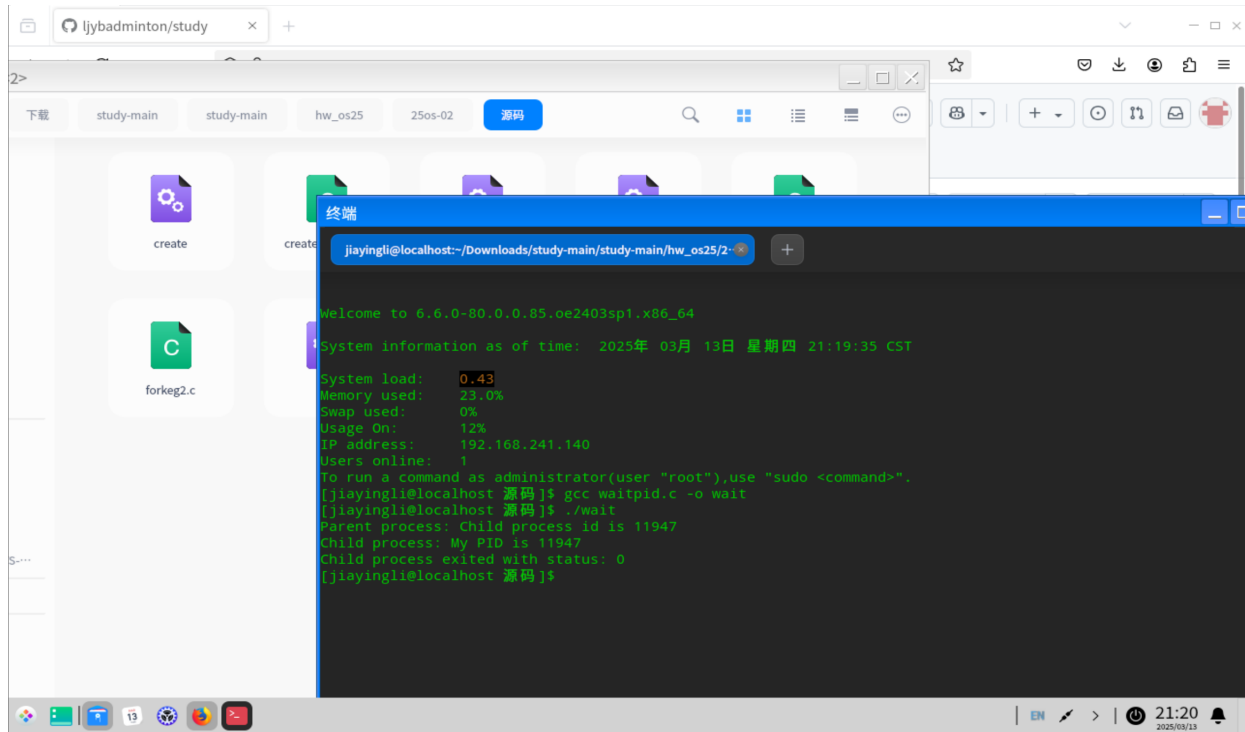 ljybadminton/study
2>
下载 study-main study-main hw_os25 25os-02 源码
create
create
forkeg2.c
C
s-···
终端
jiayingli@localhost:~/Downloads/study-main/study-main/hw_os25/2···
Welcome to 6.6.0-80.0.0.85.oe2403sp1.x86_64
System information as of time:  2025年 03月 13日 星期四 21:19:35 CST
System load:    0.43
Memory used:    23.0%
Swap used:      0%
Usage On:       12%
IP address:     192.168.241.140
Users online:   1
To run a command as administrator(user "root"),use "sudo <command>".
[jiayingli@localhost 源码]$ gcc waitpid.c -o wait
[jiayingli@localhost 源码]$ ./wait
Parent process: Child process id is 11947
Child process: My PID is 11947
Child process exited with status: 0
[jiayingli@localhost 源码]$
13
EN
21:20
2025/03/13